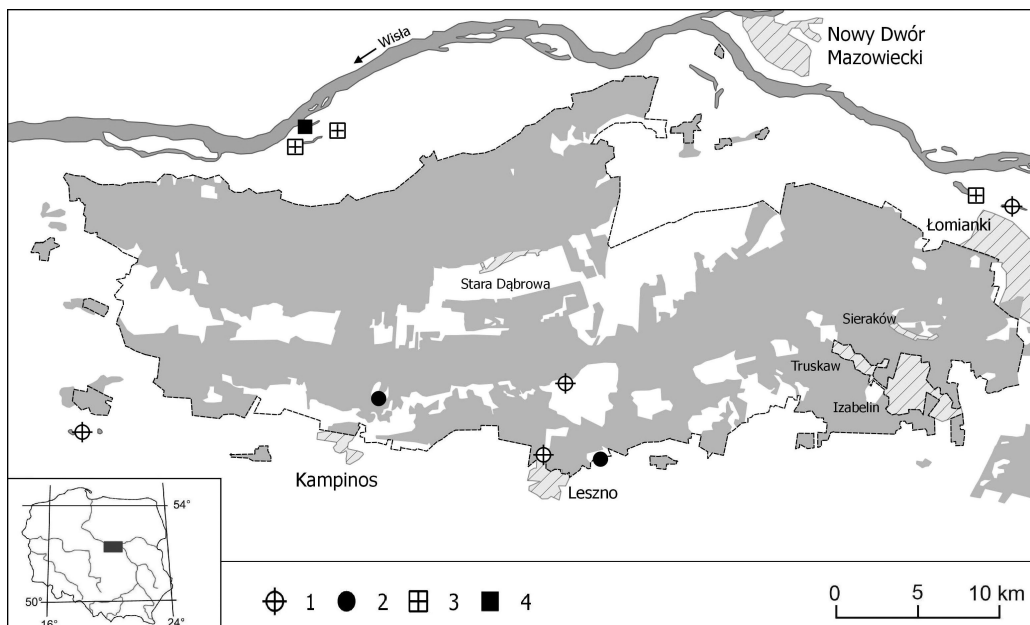 Wisła
Nowy Dwór
Mazowiecki
Łomianki
Stara Dąbrowa
Sieraków
Truskaw
Izabelin
Kampinos
Leszno
54°
50°
16°
24°
1 2 3 4
0 5 10 km